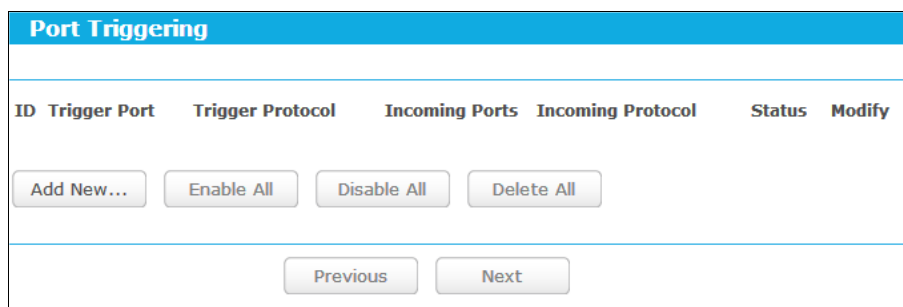 Port Triggering
ID Trigger Port Trigger Protocol Incoming Ports Incoming Protocol Status Modify
Add New... Enable All Disable All Delete All
Previous Next